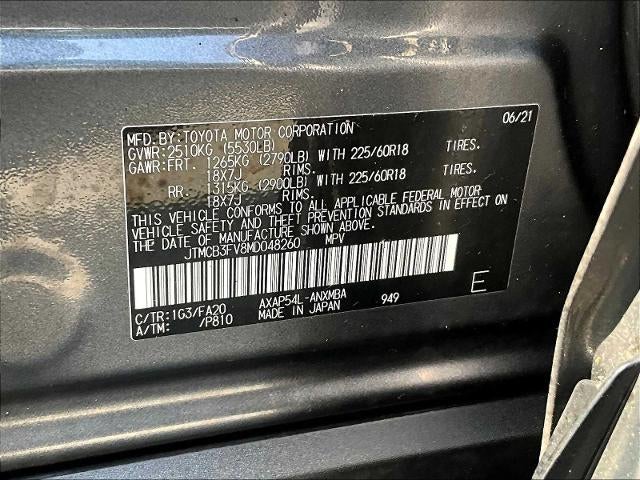 MFD.BY:TOYOTA MOTOR CORPORATION 06/21
GVWR:2510KG (5530LB)
GAWR:FRT. 1265KG (2790LB) WITH 225/60R18 TIRES.
18X7J RIMS.
RR. 1315KG (2900LB) WITH 225/60R18 TIRES.
18X7J RIMS.
THIS VEHICLE CONFORMS TO ALL APPLICABLE FEDERAL MOTOR
VEHICLE SAFETY AND THEFT PREVENTION STANDARDS IN EFFECT ON
THE DATE OF MANUFACTURE SHOWN ABOVE.
JTMCB3FV8MD048260 MPV
E
C/TR:1G3/FA20 AXAP54L-ANXMBA 949
A/TM: /P810 MADE IN JAPAN